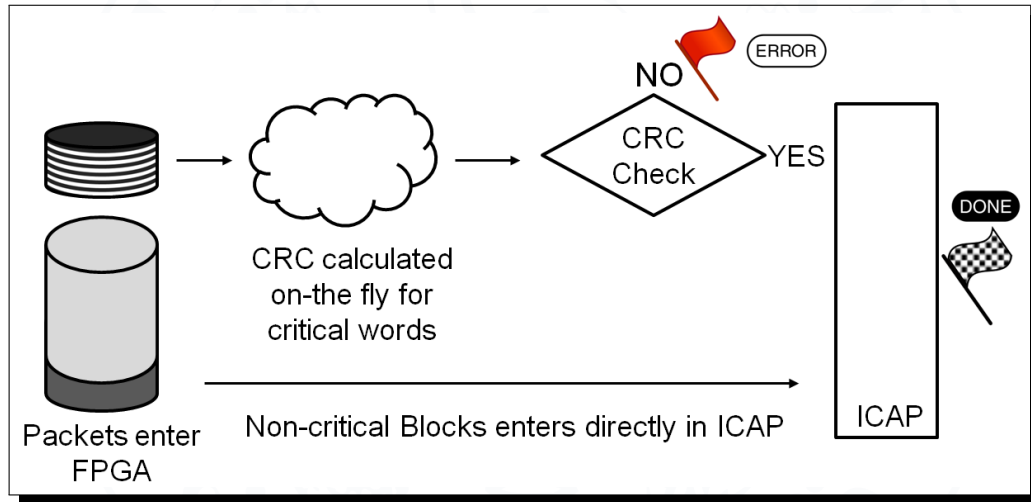 ERROR
NO
CRC
Check
YES
DONE
CRC calculated
on-the fly for
critical words
Packets enter
FPGA
Non-critical Blocks enters directly in ICAP
ICAP